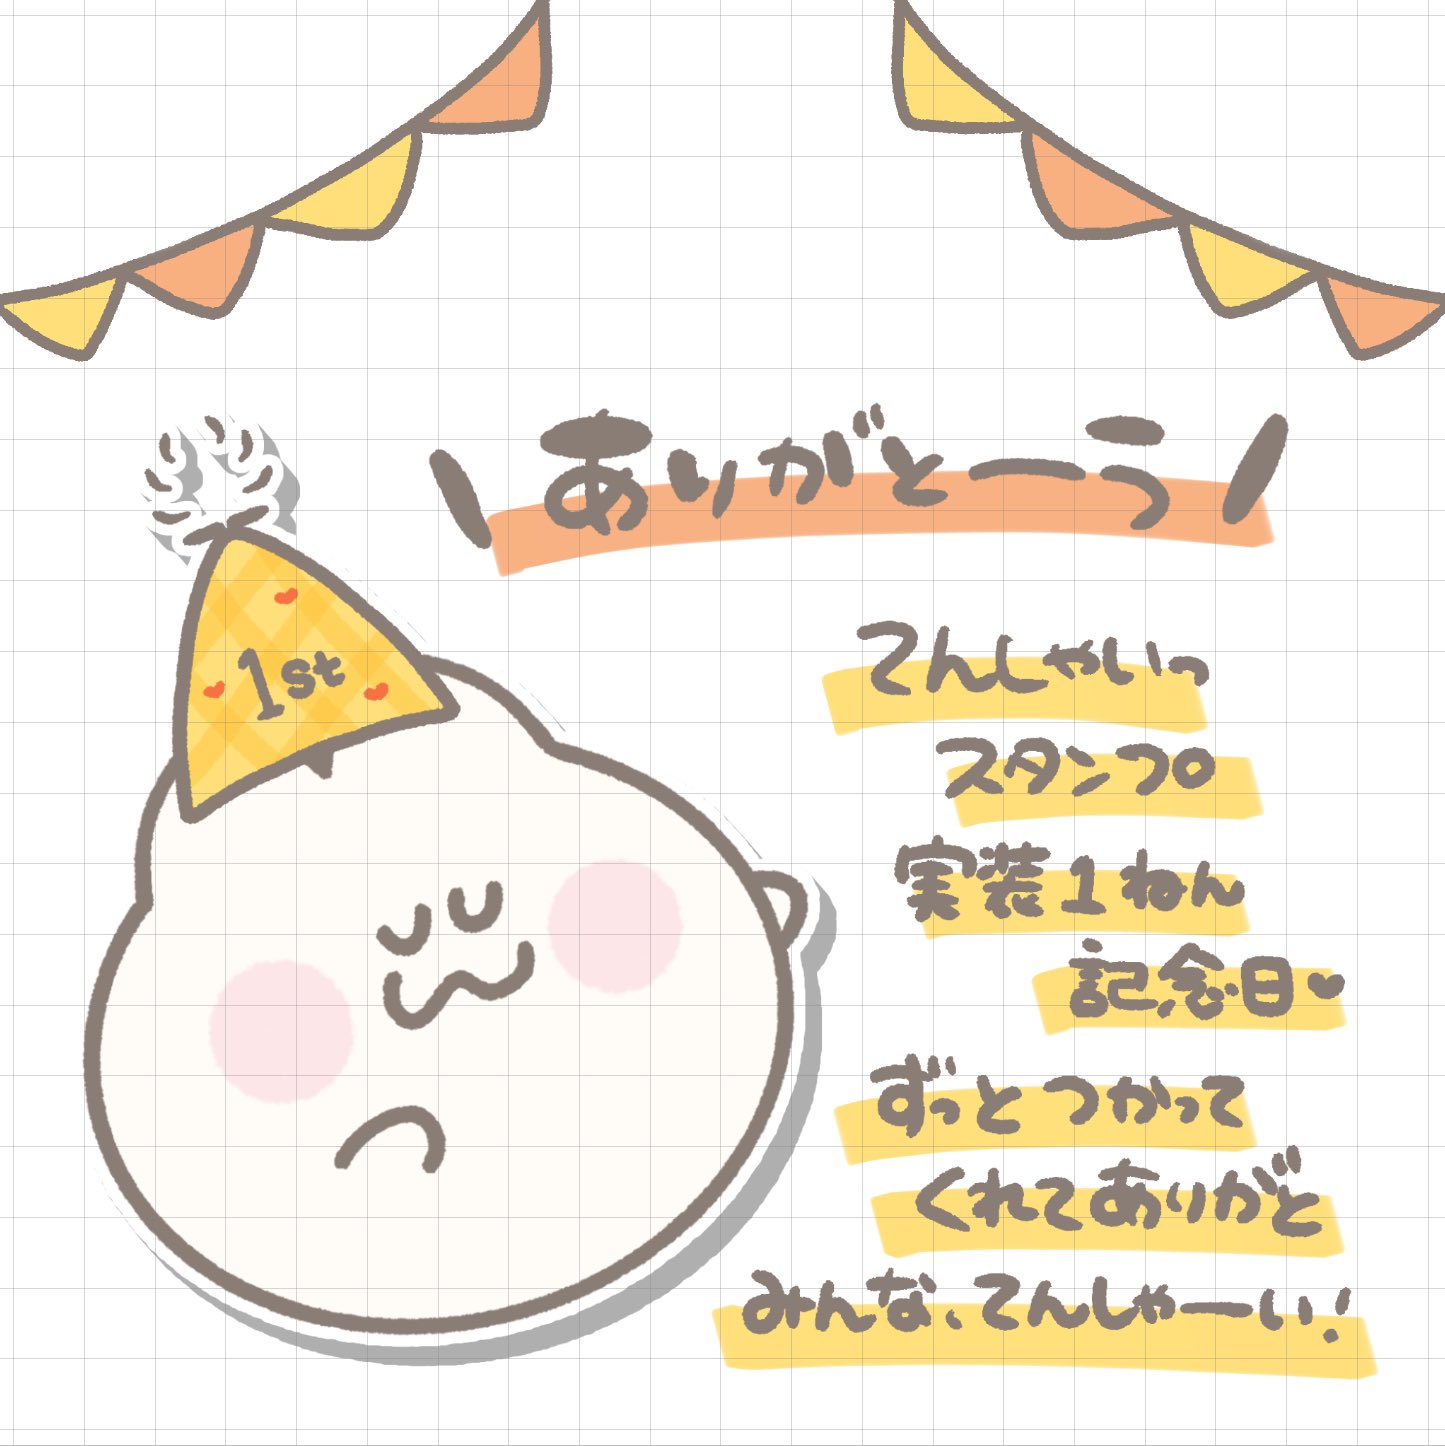 \ ありがとーう /
1st
てんしゃいっ
スタンプ
実装1ねん
記念日♥
ずっとつかって
くれてありがと
みんな、てんしゃーい!